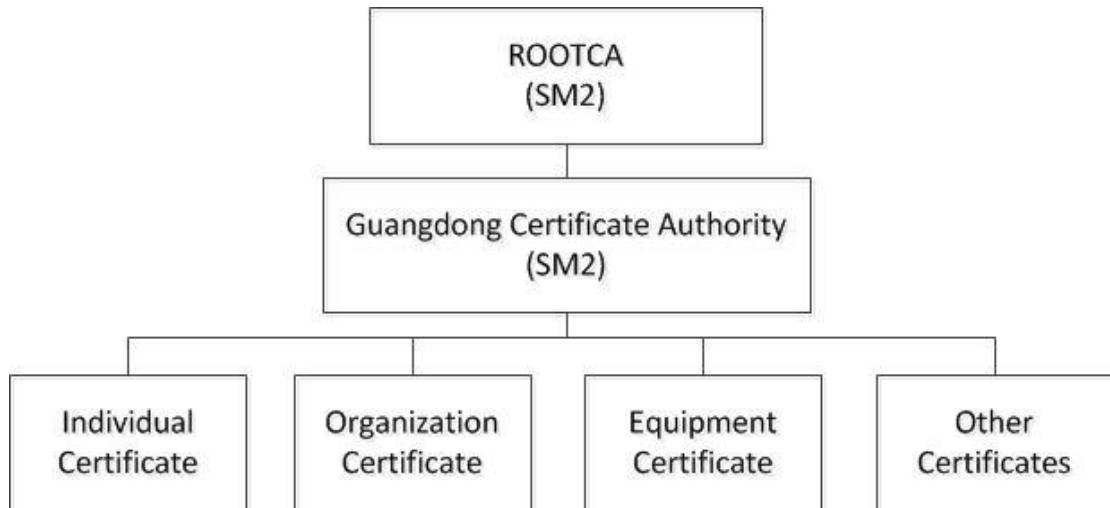 ROOTCA
(SM2)
Guangdong Certificate Authority
(SM2)
Individual
Certificate
Organization
Certificate
Equipment
Certificate
Other
Certificates